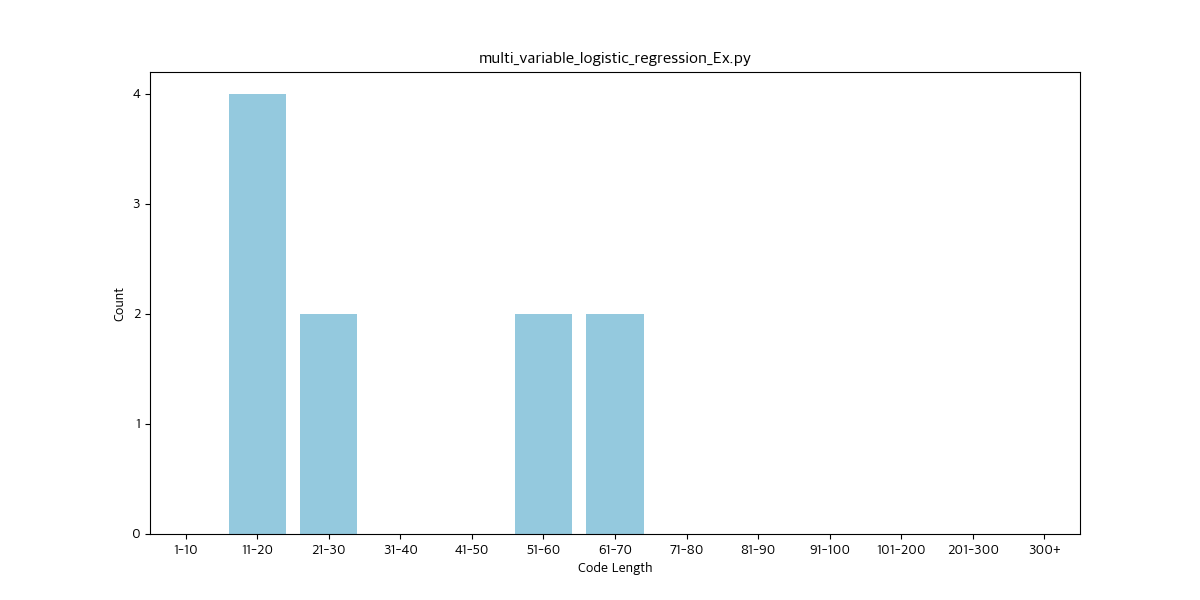 multi_variable_logistic_regression_Ex.py
4
3
2
1
0
Count
1-10 11-20 21-30 31-40 41-50 51-60 61-70 71-80 81-90 91-100 101-200 201-300 300+
Code Length